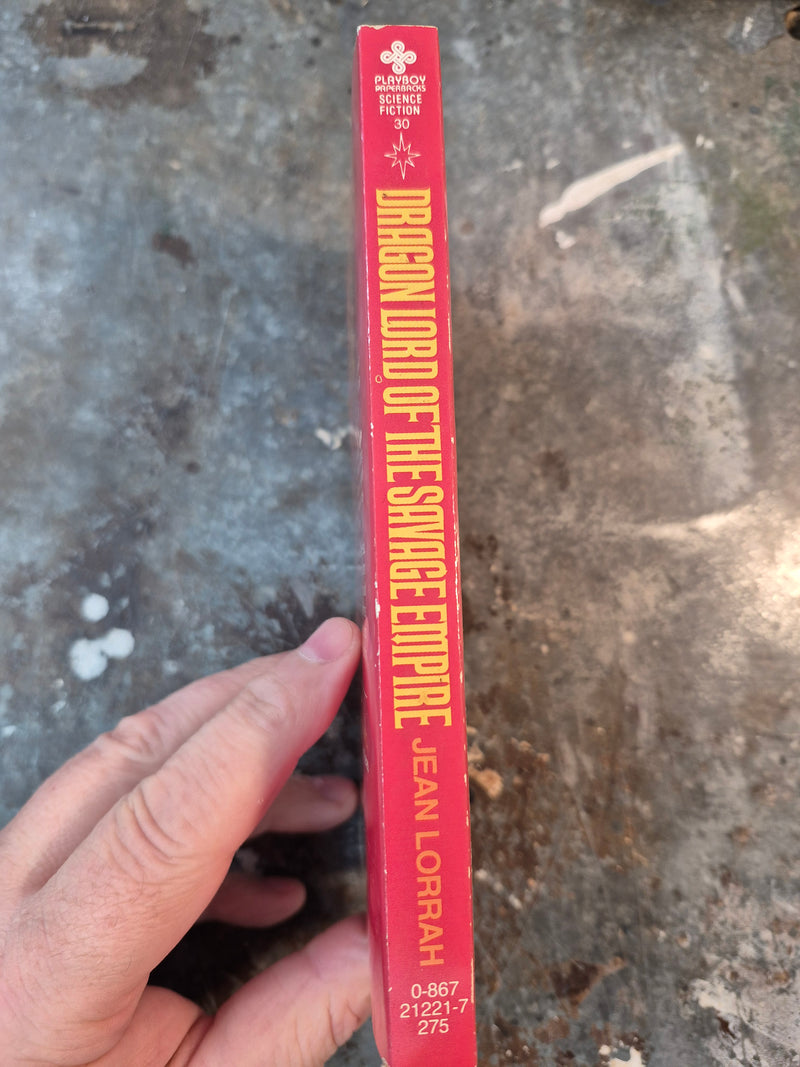 PLAYBOY
PAPERBACKS
SCIENCE
FICTION
30
DRAGON LORD OF THE SAVAGE EMPIRE
JEAN LORRAH
0-867
21221-7
275